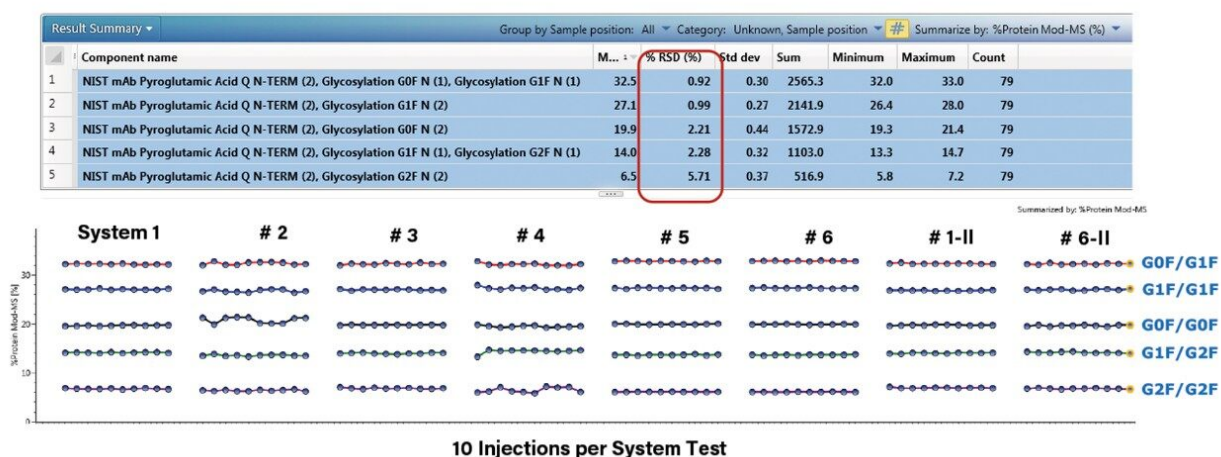 Result Summary Group by Sample position: All Category: Unknown, Sample position # Summarize by: %Protein Mod-MS (%)
Component name M... 1 % RSD (%) Std dev Sum Minimum Maximum Count
1 NIST mAb Pyroglutamic Acid Q N-TERM (2), Glycosylation G0F N (1), Glycosylation G1F N (1) 32.5 0.92 0.30 2565.3 32.0 33.0 79
2 NIST mAb Pyroglutamic Acid Q N-TERM (2), Glycosylation G1F N (2) 27.1 0.99 0.27 2141.9 26.4 28.0 79
3 NIST mAb Pyroglutamic Acid Q N-TERM (2), Glycosylation G0F N (2) 19.9 2.21 0.44 1572.9 19.3 21.4 79
4 NIST mAb Pyroglutamic Acid Q N-TERM (2), Glycosylation G1F N (1), Glycosylation G2F N (1) 14.0 2.28 0.32 1103.0 13.3 14.7 79
5 NIST mAb Pyroglutamic Acid Q N-TERM (2), Glycosylation G2F N (2) 6.5 5.71 0.37 516.9 5.8 7.2 79
Summarized by: %Protein Mod-MS
System 1 # 2 # 3 # 4 # 5 # 6 # 1-II # 6-II
G0F/G1F
30
G1F/G1F
%Protein Mod-MS [%]
20
G0F/G0F
G1F/G2F
10
G2F/G2F
0
10 Injections per System Test